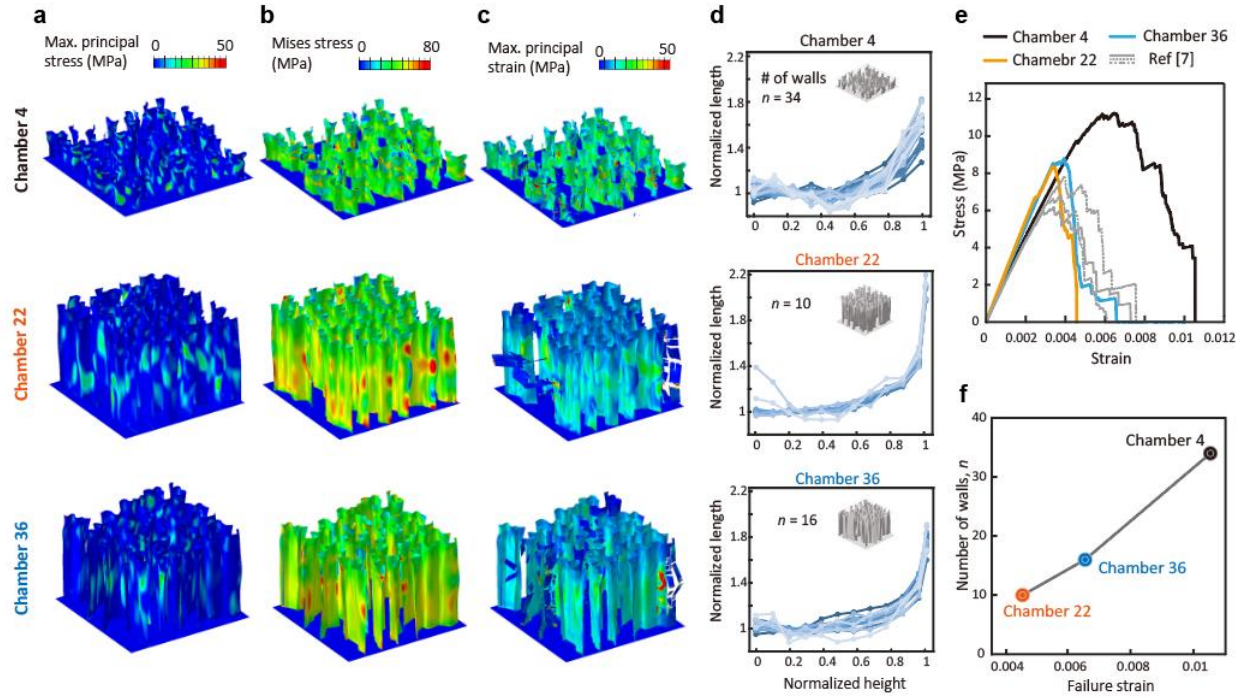 a
Max. principal
stress (MPa)
0 50
b
Mises stress
(MPa)
0 80
c
Max. principal
strain (MPa)
0 50
Chamber 4
Chamber 22
Chamber 36
d
Chamber 4
# of walls
n = 34
Normalized length
2.2
1.8
1.4
1
0 0.2 0.4 0.6 0.8 1
Chamber 22
n = 10
Normalized length
2.2
1.8
1.4
1
0 0.2 0.4 0.6 0.8 1
Chamber 36
n = 16
Normalized length
2.2
1.8
1.4
1
0 0.2 0.4 0.6 0.8 1
Normalized height
e
Chamber 4
Chamber 36
Chamebr 22
Ref [7]
Stress (MPa)
12
10
8
6
4
2
0
0 0.002 0.004 0.006 0.008 0.01 0.012
Strain
f
Number of walls, n
40
30
20
10
0
Chamber 4
Chamber 36
Chamber 22
0.004 0.006 0.008 0.01
Failure strain